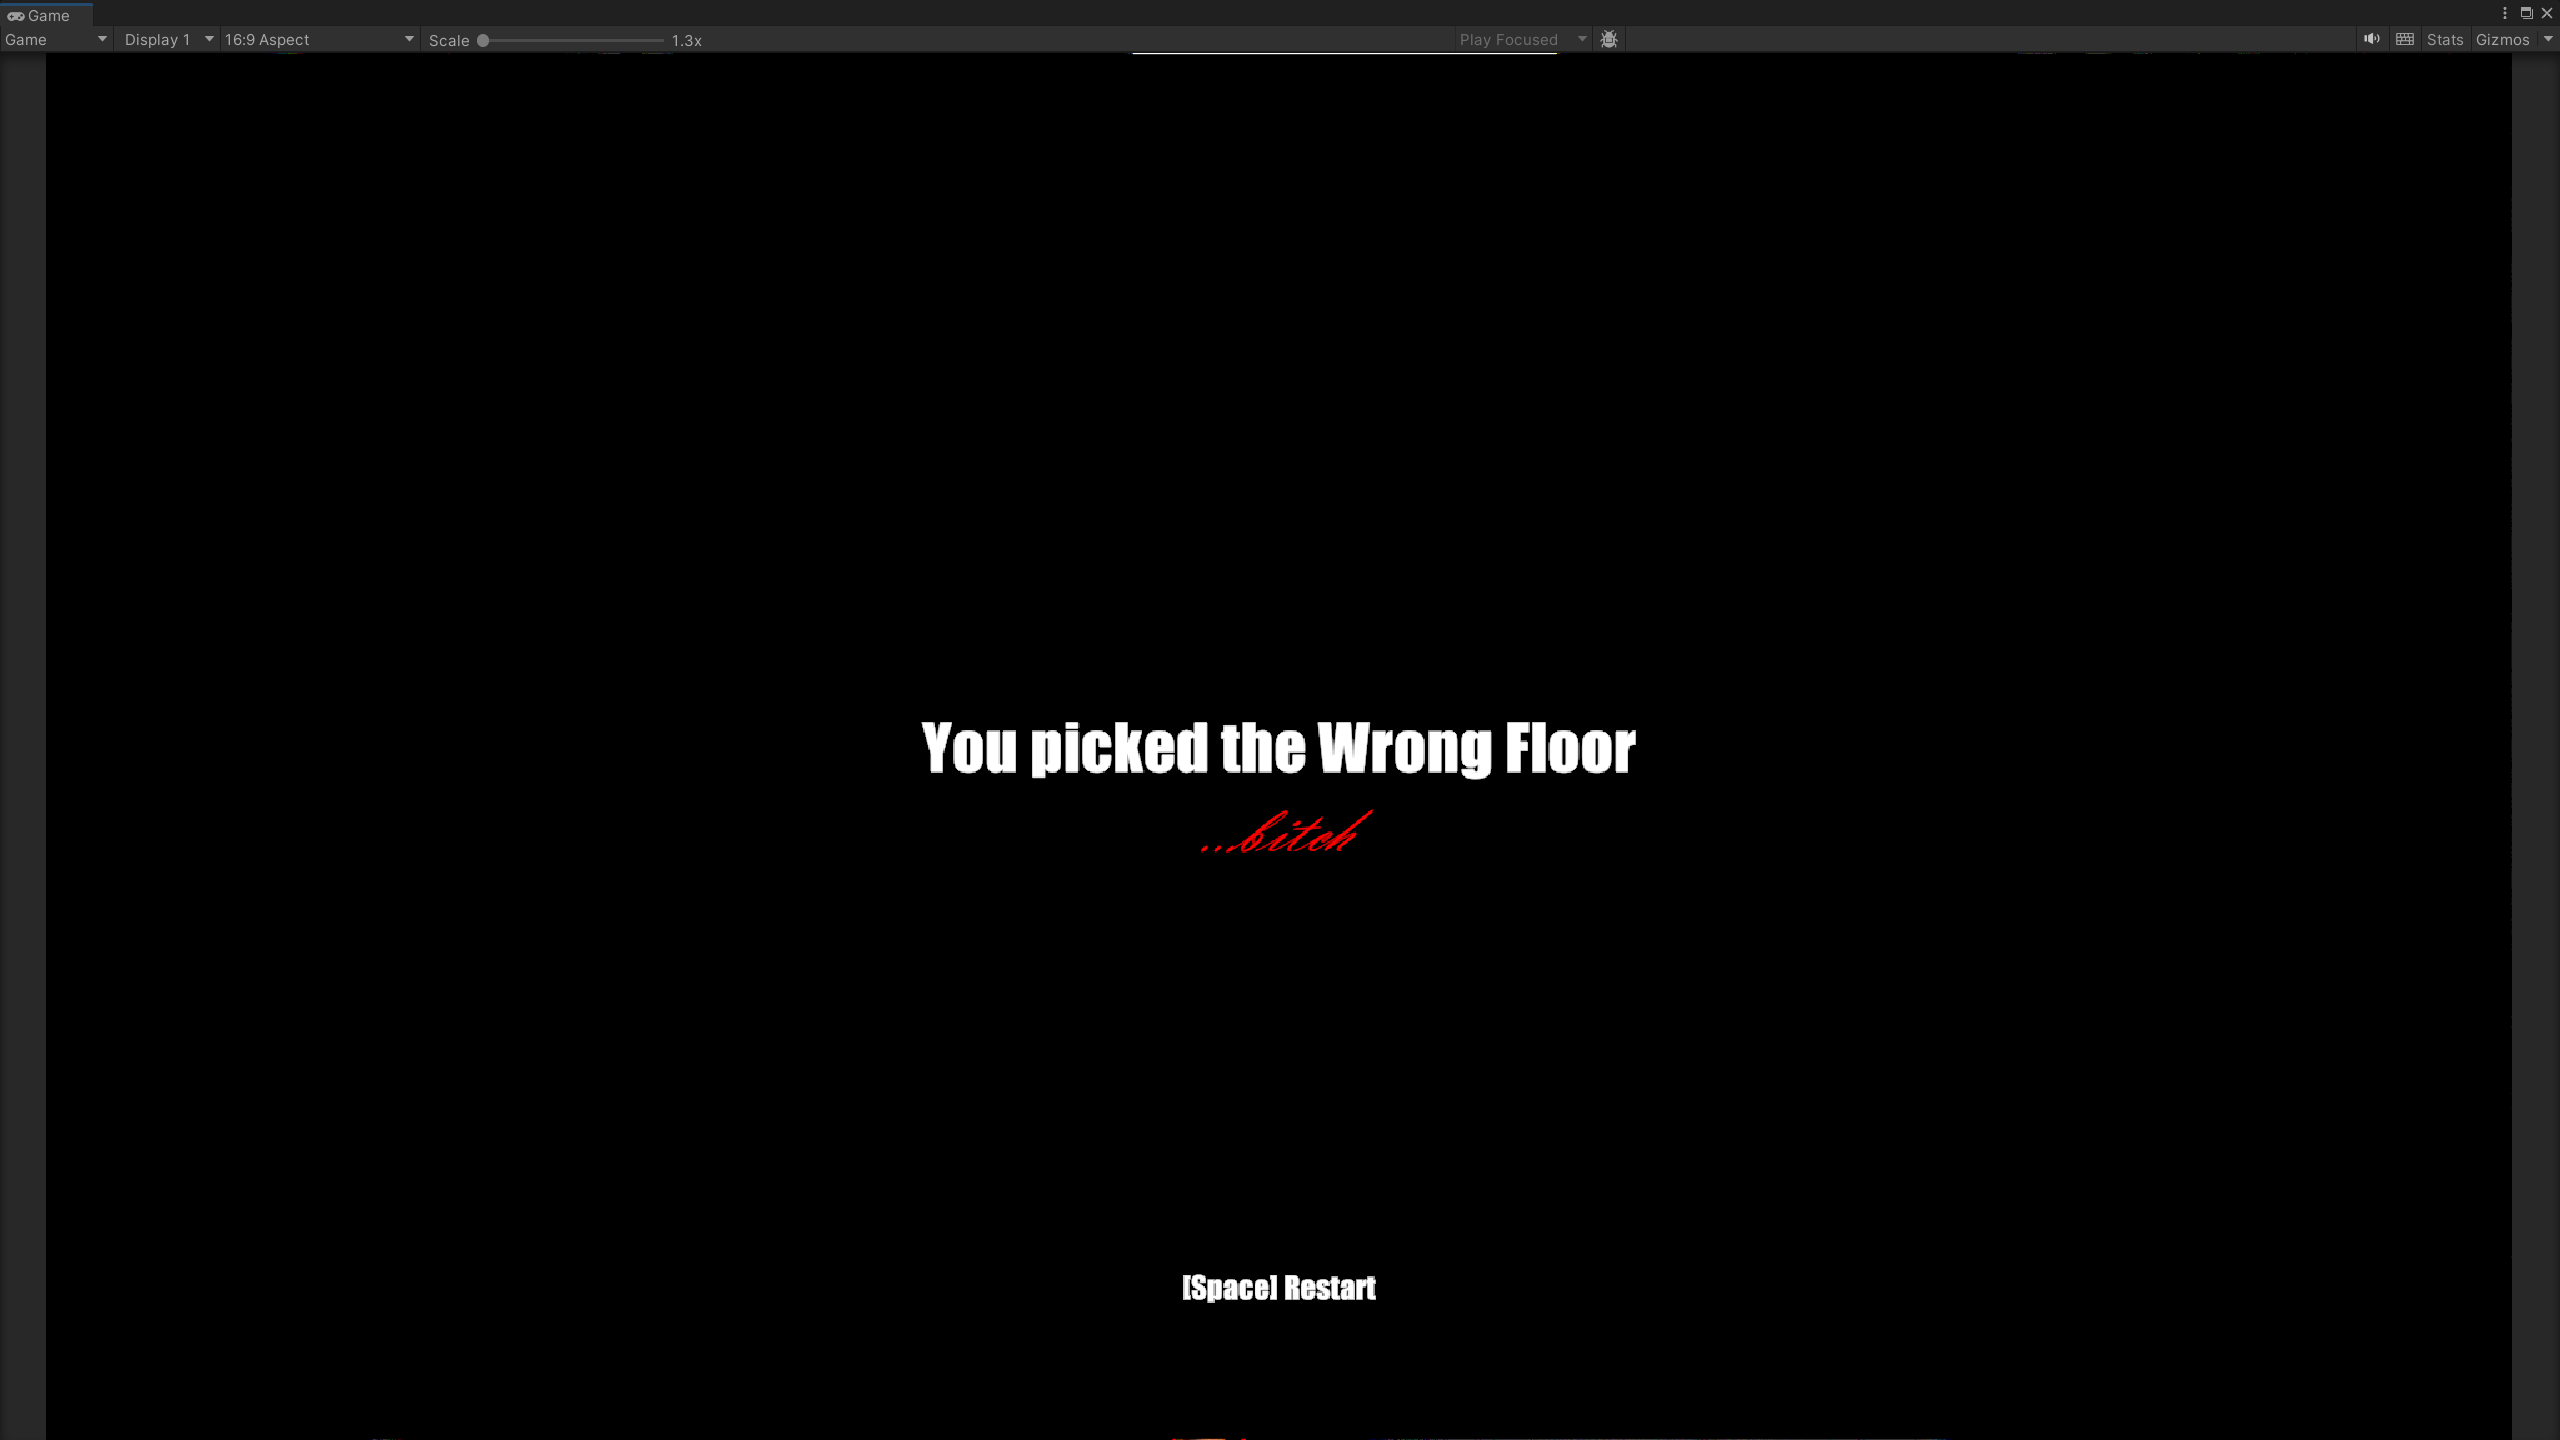 Game
Game Display 1 16:9 Aspect Scale 1.3x Play Focused Stats Gizmos
You picked the Wrong Floor
...bitch
[Space] Restart